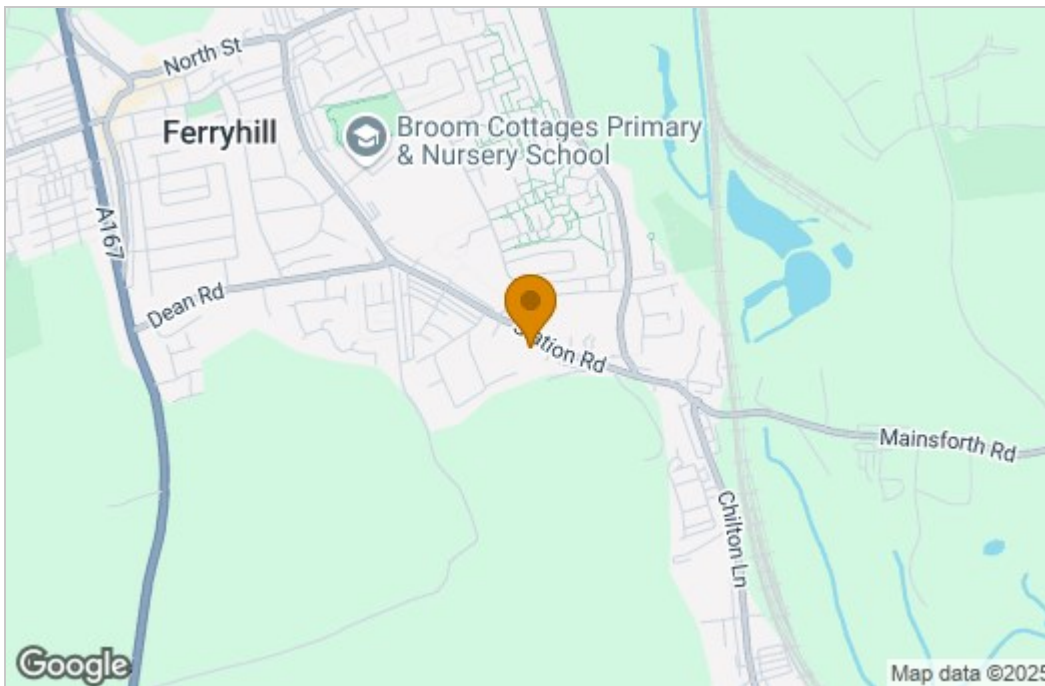 North St
Ferryhill
Broom Cottages Primary
& Nursery School
A167
Dean Rd
Station Rd
Mainsforth Rd
Chilton Ln
Google
Map data ©2025